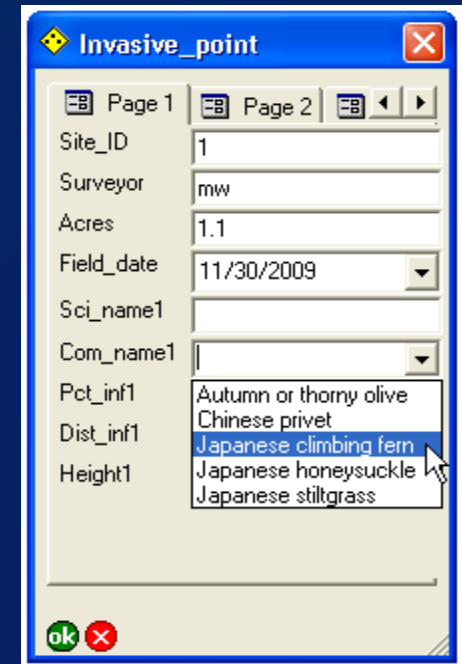 Invasive_point
Page 1 Page 2
Site_ID 1
Surveyor mw
Acres 1.1
Field_date 11/30/2009
Sci_name1
Com_name1
Pct_inf1 Autumn or thorny olive
Chinese privet
Dist_inf1 Japanese climbing fern
Height1 Japanese honeysuckle
Japanese stiltgrass
ok